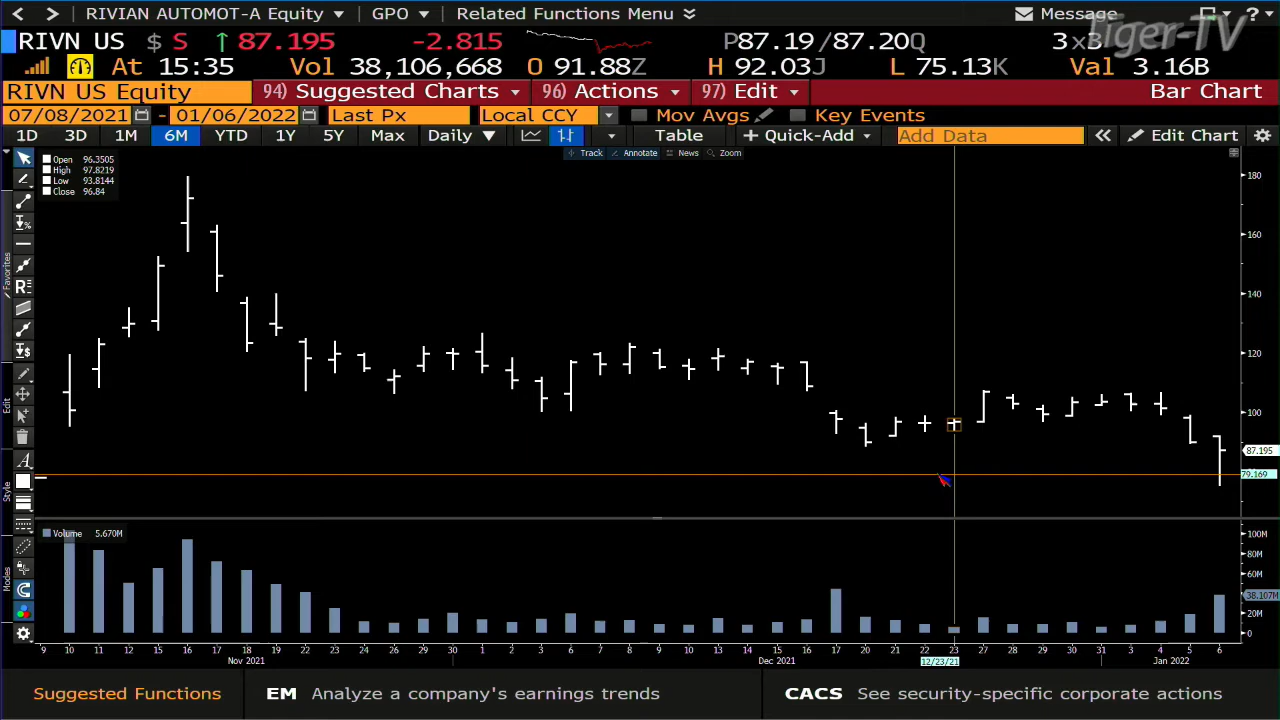 RIVIAN AUTOMOT-A Equity GPO Related Functions Menu Message ?
Tiger-TV
RIVN US $ S ↑ 87.195 -2.815 P87.19/87.20Q
At 15:35 Vol 38,106,668 O 91.88Z H 92.03J L 75.13K Val 3.16B
RIVN US Equity 94) Suggested Charts 96) Actions 97) Edit Bar Chart
07/08/2021 - 01/06/2022 Last Px Local CCY Mov Avgs Key Events
1D 3D 1M 6M YTD 1Y 5Y Max Daily ▼ Table + Quick-Add Add Data « Edit Chart
Track Annotate News Zoom
Open 96.3505
High 97.8219
Low 93.8144
Close 96.84
180
160
140
120
100
87.195
79.169
Favorites
Edit
Style
Modes
Volume 5.670M
100M
80M
60M
38.107M
20M
0
9 10 11 12 15 16 17 18 19 22 23 24 26 29 30 1 2 3 6 7 8 9 10 13 14 15 16 17 20 21 22 23 27 28 29 30 31 3 4 5 6
Nov 2021 Dec 2021 12/23/21 Jan 2022
Suggested Functions EM Analyze a company's earnings trends CACS See security-specific corporate actions